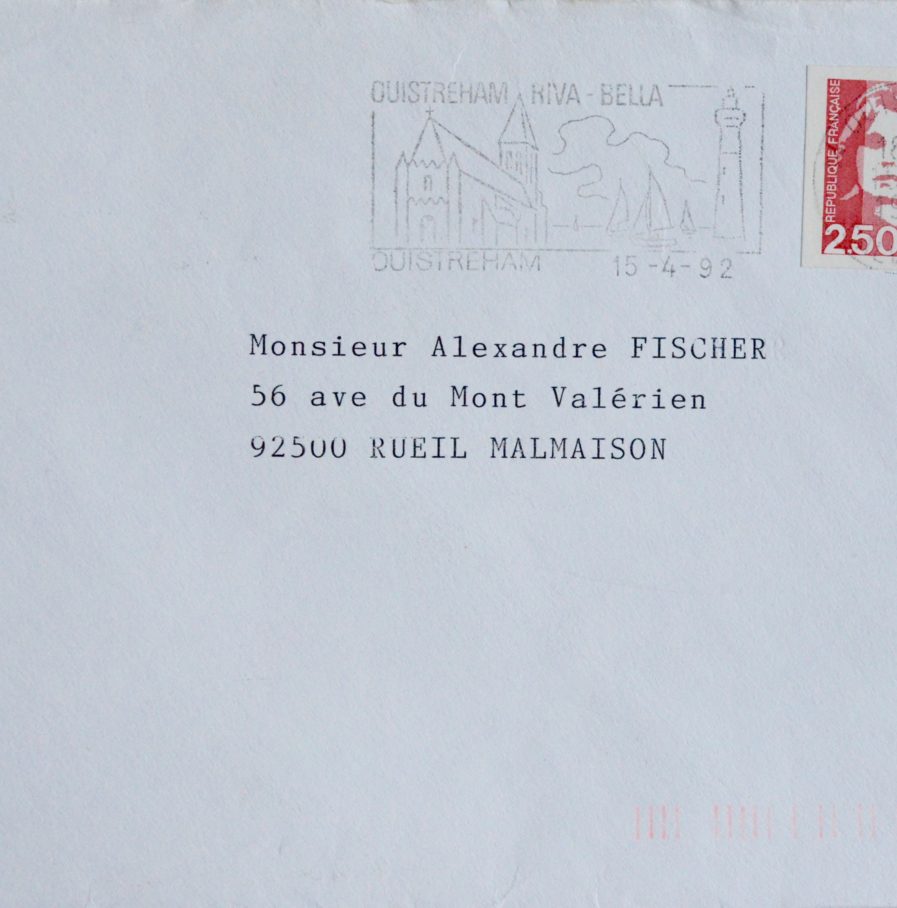 OUISTREHAM RIVA-BELLA
OUISTREHAM 15-4-92
REPUBLIQUE FRANÇAISE
2.50
Monsieur Alexandre FISCHER
56 ave du Mont Valérien
92500 RUEIL MALMAISON